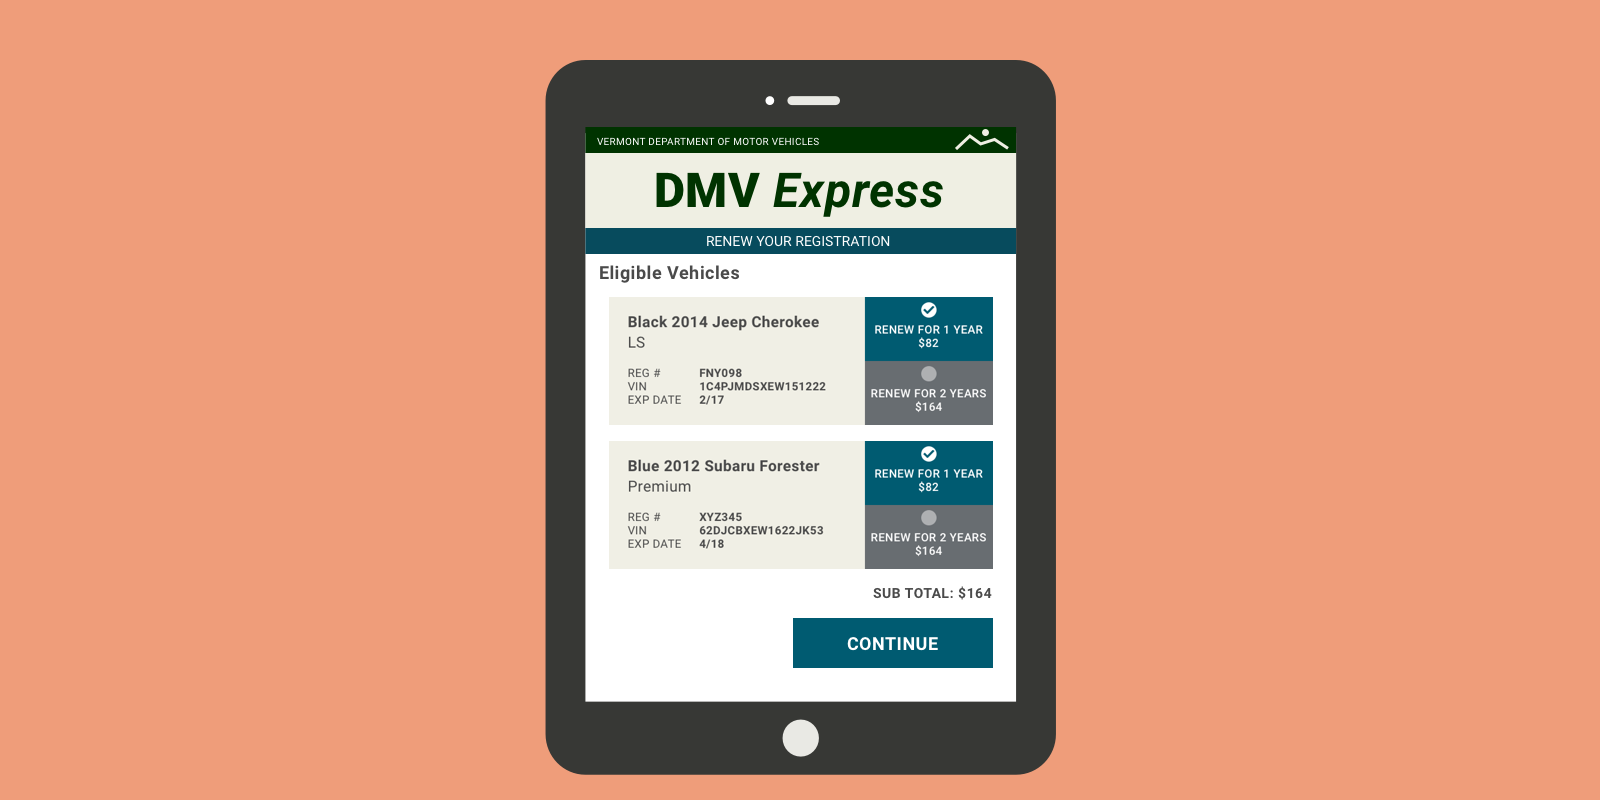 VERMONT DEPARTMENT OF MOTOR VEHICLES
DMV Express
RENEW YOUR REGISTRATION
Eligible Vehicles
Black 2014 Jeep Cherokee
LS
REG # FNY098
VIN 1C4PJMDSXEW151222
EXP DATE 2/17
RENEW FOR 1 YEAR
$82
RENEW FOR 2 YEARS
$164
Blue 2012 Subaru Forester
Premium
REG # XYZ345
VIN 62DJCBXEW1622JK53
EXP DATE 4/18
RENEW FOR 1 YEAR
$82
RENEW FOR 2 YEARS
$164
SUB TOTAL: $164
CONTINUE